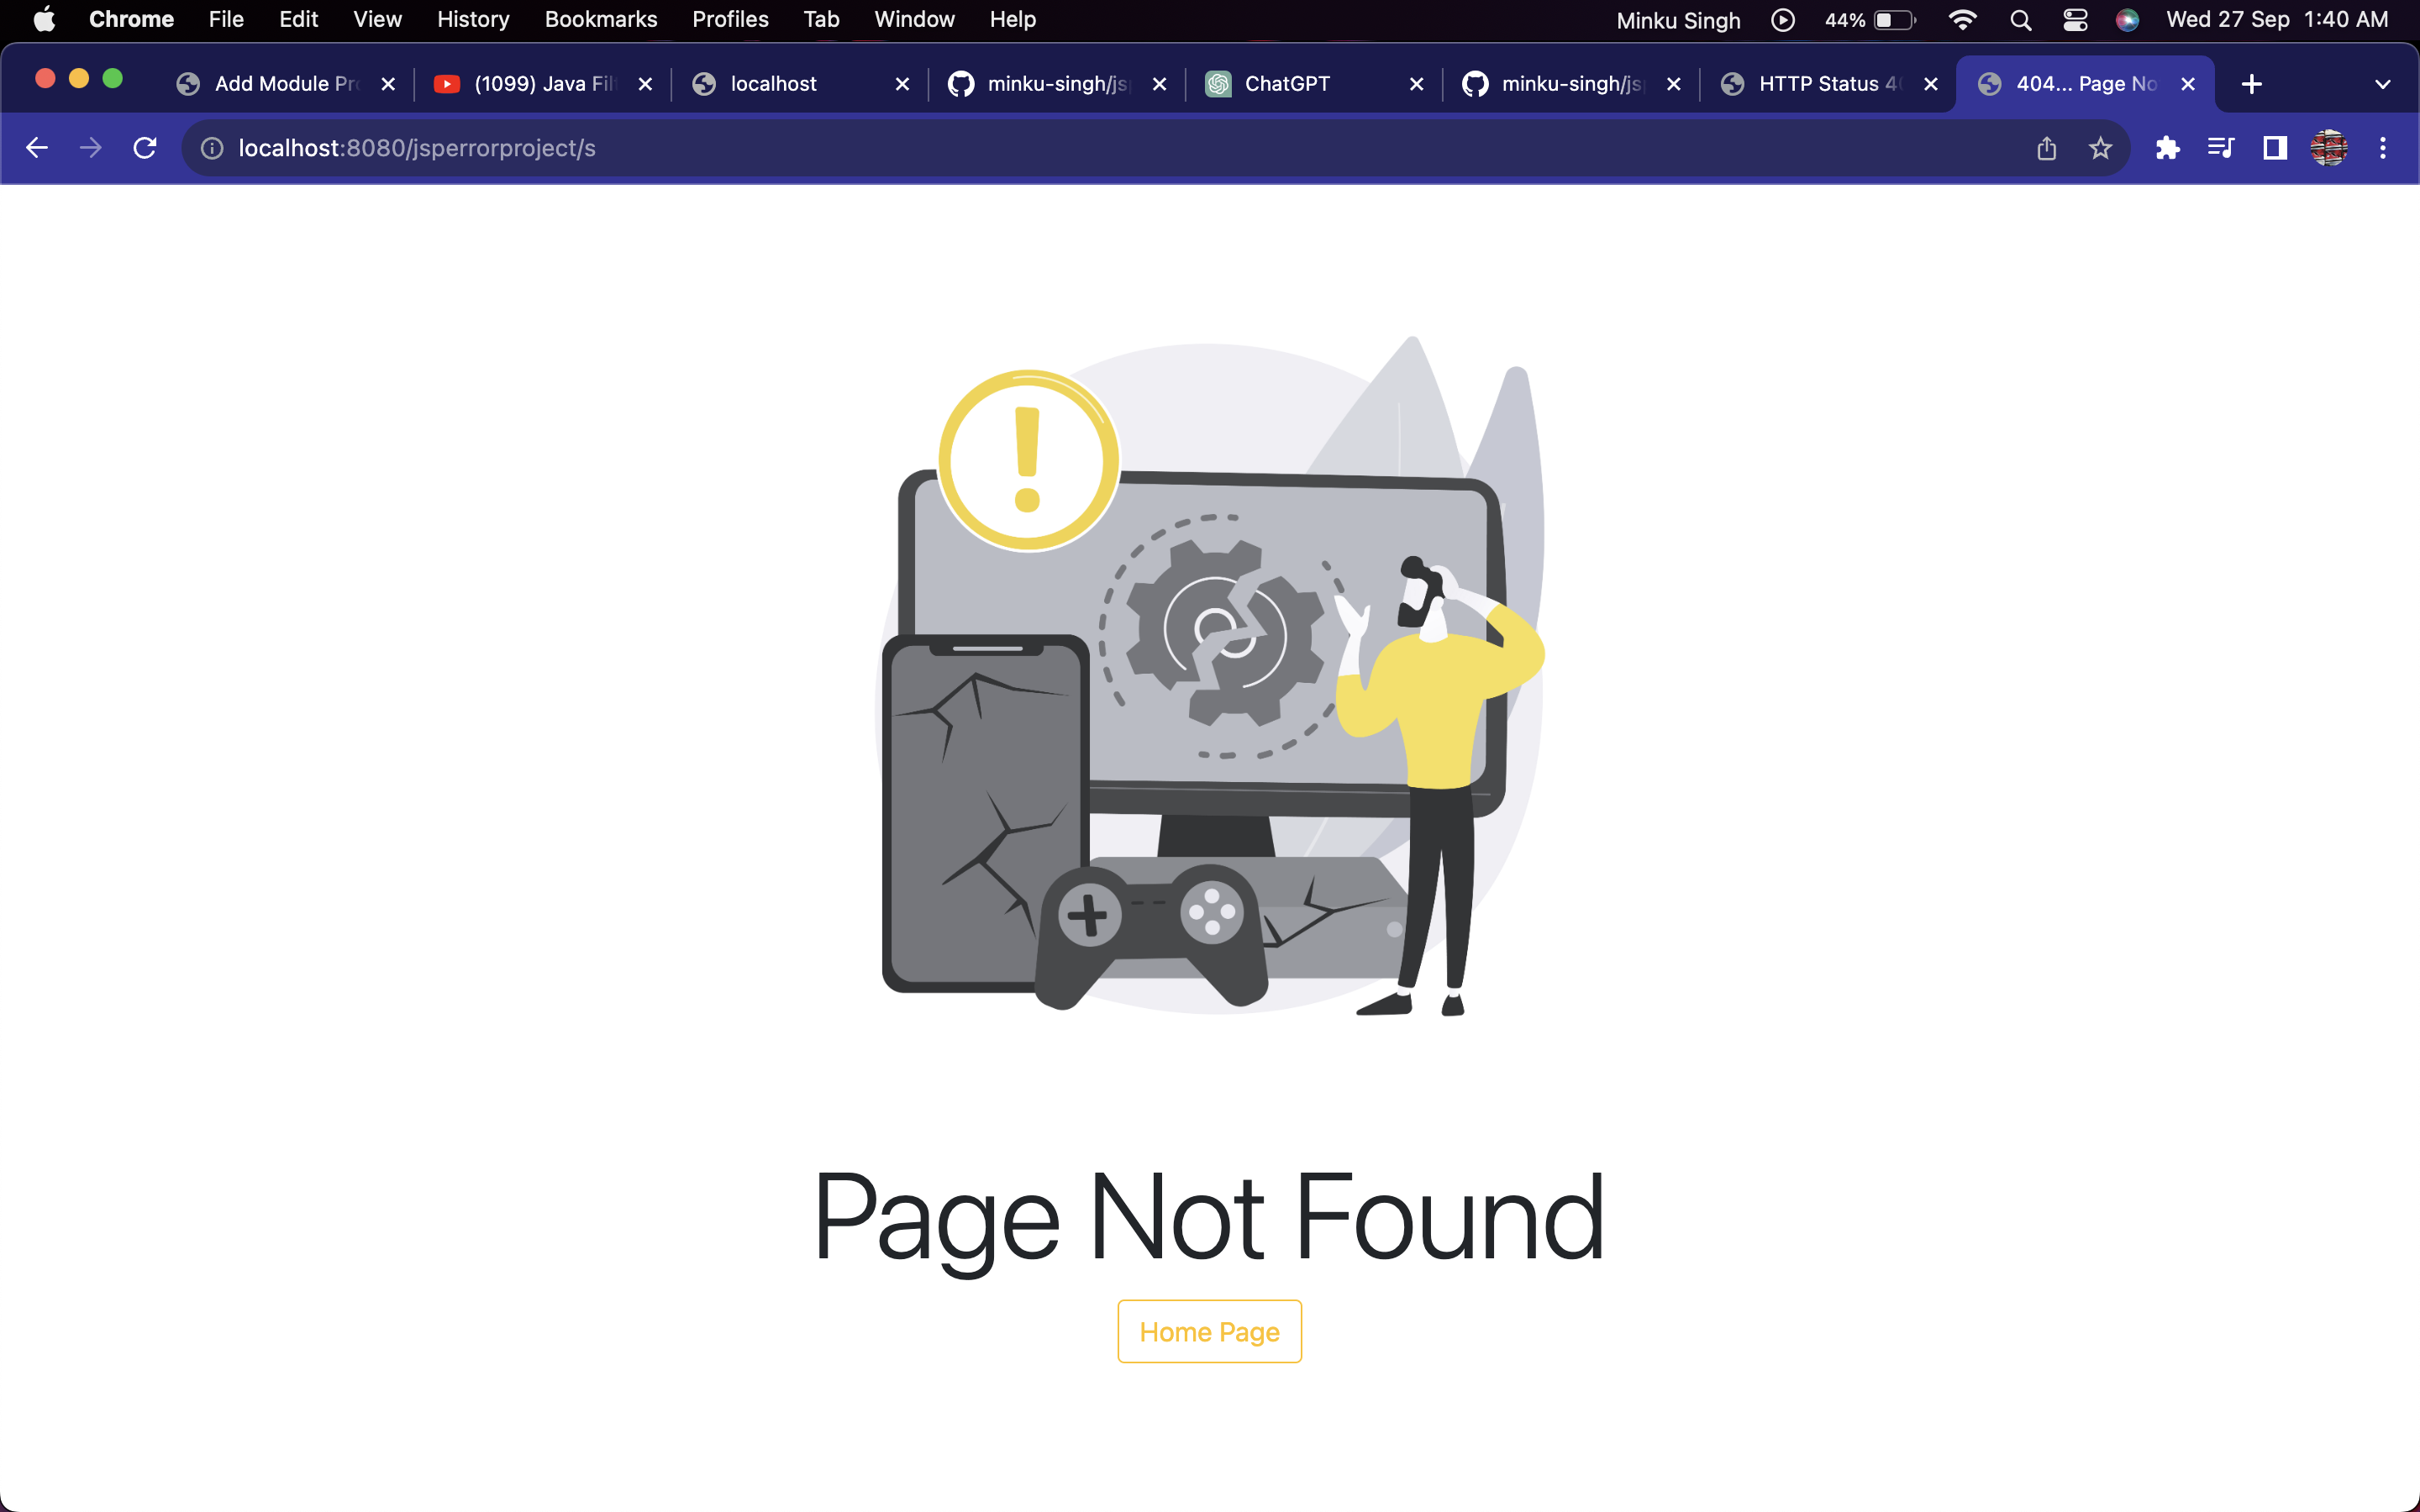 Chrome File Edit View History Bookmarks Profiles Tab Window Help Minku Singh 44% Wed 27 Sep 1:40 AM
Add Module Pr (1099) Java Fil localhost minku-singh/js ChatGPT minku-singh/js HTTP Status 4 404... Page No
localhost:8080/jsperrorproject/s
Page Not Found
Home Page